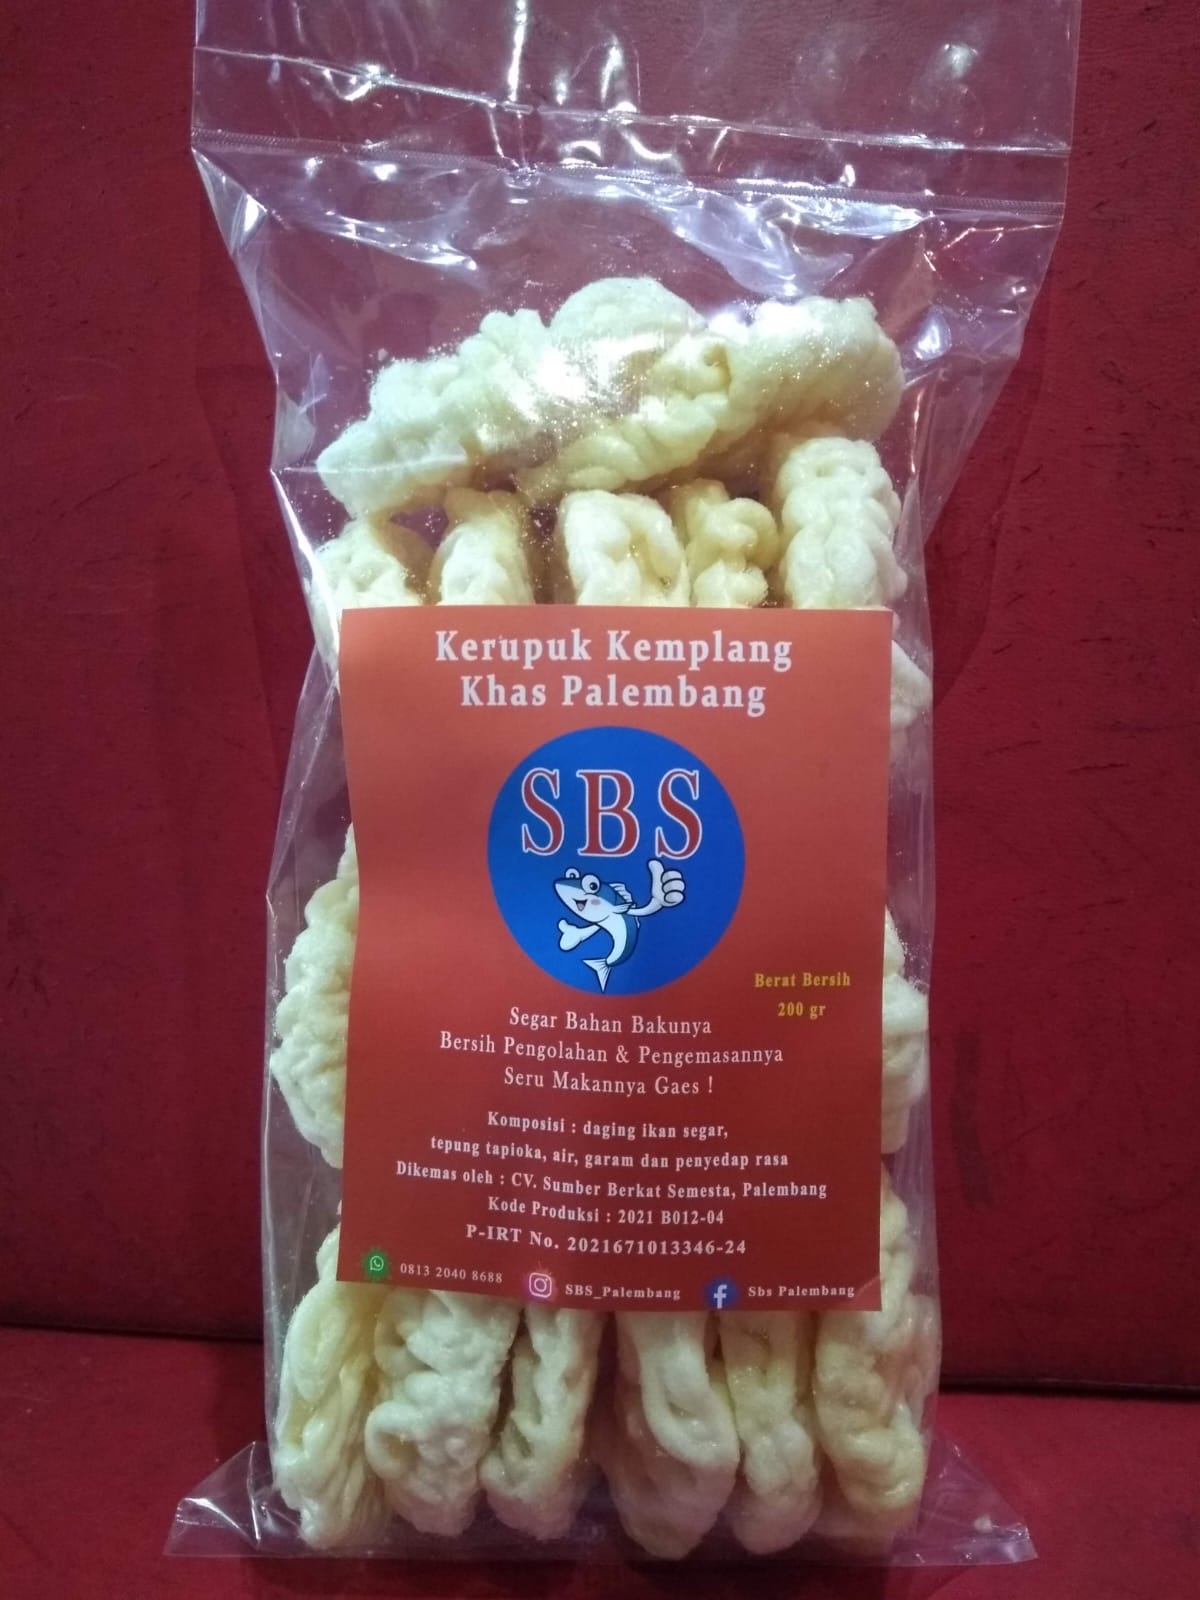 Kerupuk Kemplang
Khas Palembang
SBS
Berat Bersih
200 gr
Segar Bahan Bakunya
Bersih Pengolahan & Pengemasannya
Seru Makannya Gaes !
Komposisi : daging ikan segar,
tepung tapioka, air, garam dan penyedap rasa
Dikemas oleh : CV. Sumber Berkat Semesta, Palembang
Kode Produksi : 2021 B012-04
P-IRT No. 2021671013346-24
0813 2040 8688 SBS_Palembang Sbs Palembang